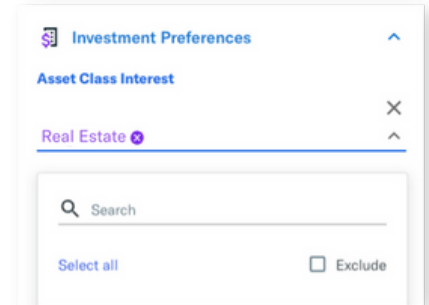 Investment Preferences
Asset Class Interest
Real Estate
Search
Select all
Exclude